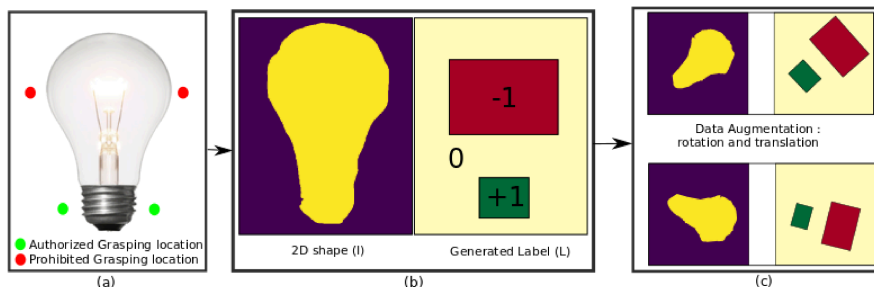 Authorized Grasping location
Prohibited Grasping location
(a)
-1
0
+1
2D shape (I)
Generated Label (L)
(b)
Data Augmentation :
rotation and translation
(c)